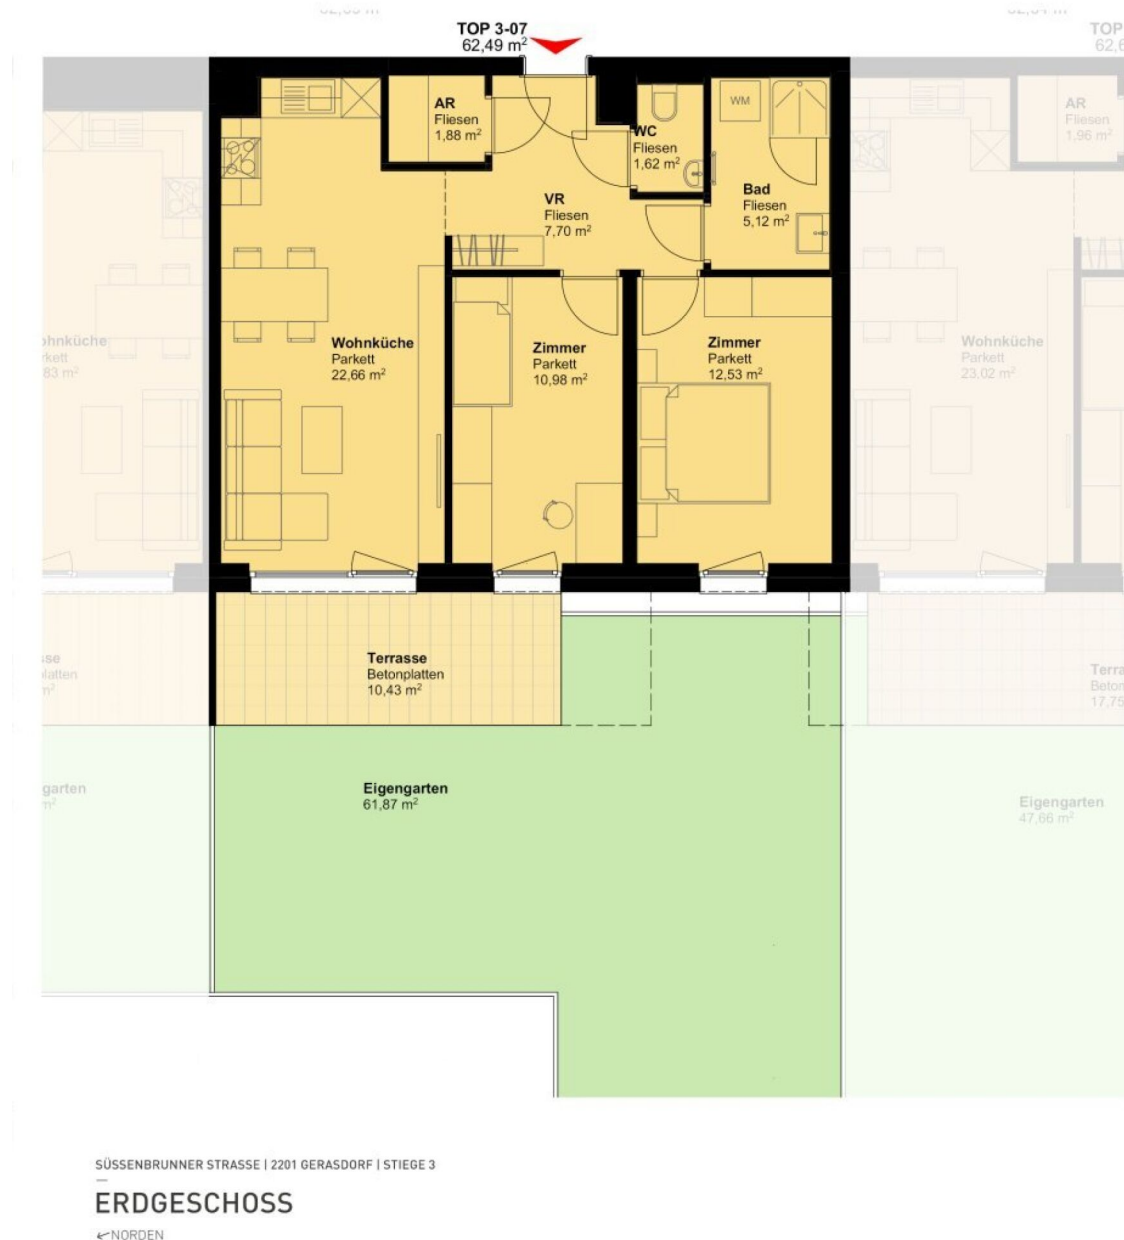 TOP 3-07
62,49 m²
TOP
AR
Fliesen
1,88 m²
WC
Fliesen
1,62 m²
WM
Bad
Fliesen
5,12 m²
VR
Fliesen
7,70 m²
AR
Fliesen
1,96 m²
Wohnküche
Parkett
22,66 m²
Zimmer
Parkett
10,98 m²
Zimmer
Parkett
12,53 m²
Wohnküche
Parkett
23,02 m²
Terrasse
Betonplatten
10,43 m²
Eigengarten
61,87 m²
Eigengarten
47,66 m²
SÜSSENBRUNNER STRASSE | 2201 GERASDORF | STIEGE 3
ERDGESCHOSS
NORDEN